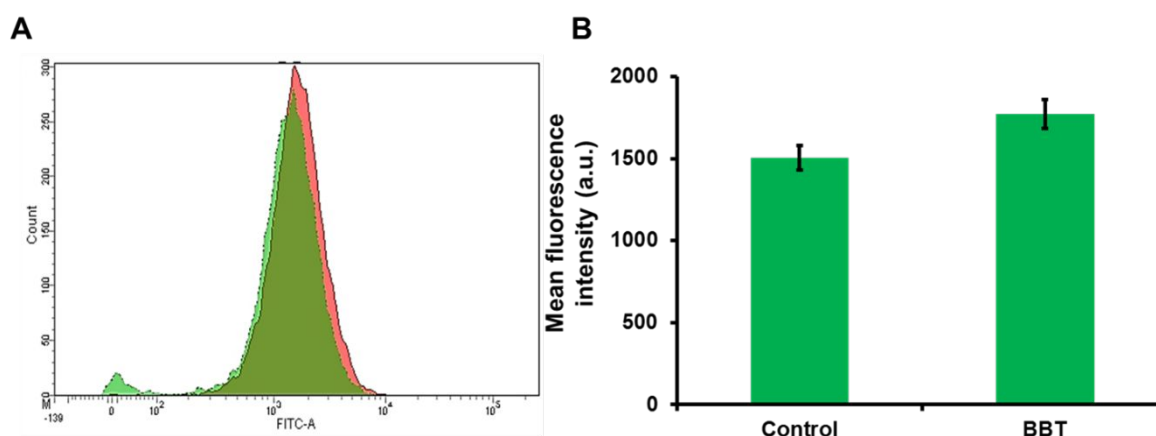 A
B
Count
300
250
200
150
100
50
0
M
-139
0
10²
10³
10⁴
10⁵
FITC-A
Mean fluorescence
intensity (a.u.)
2000
1500
1000
500
0
Control
BBT